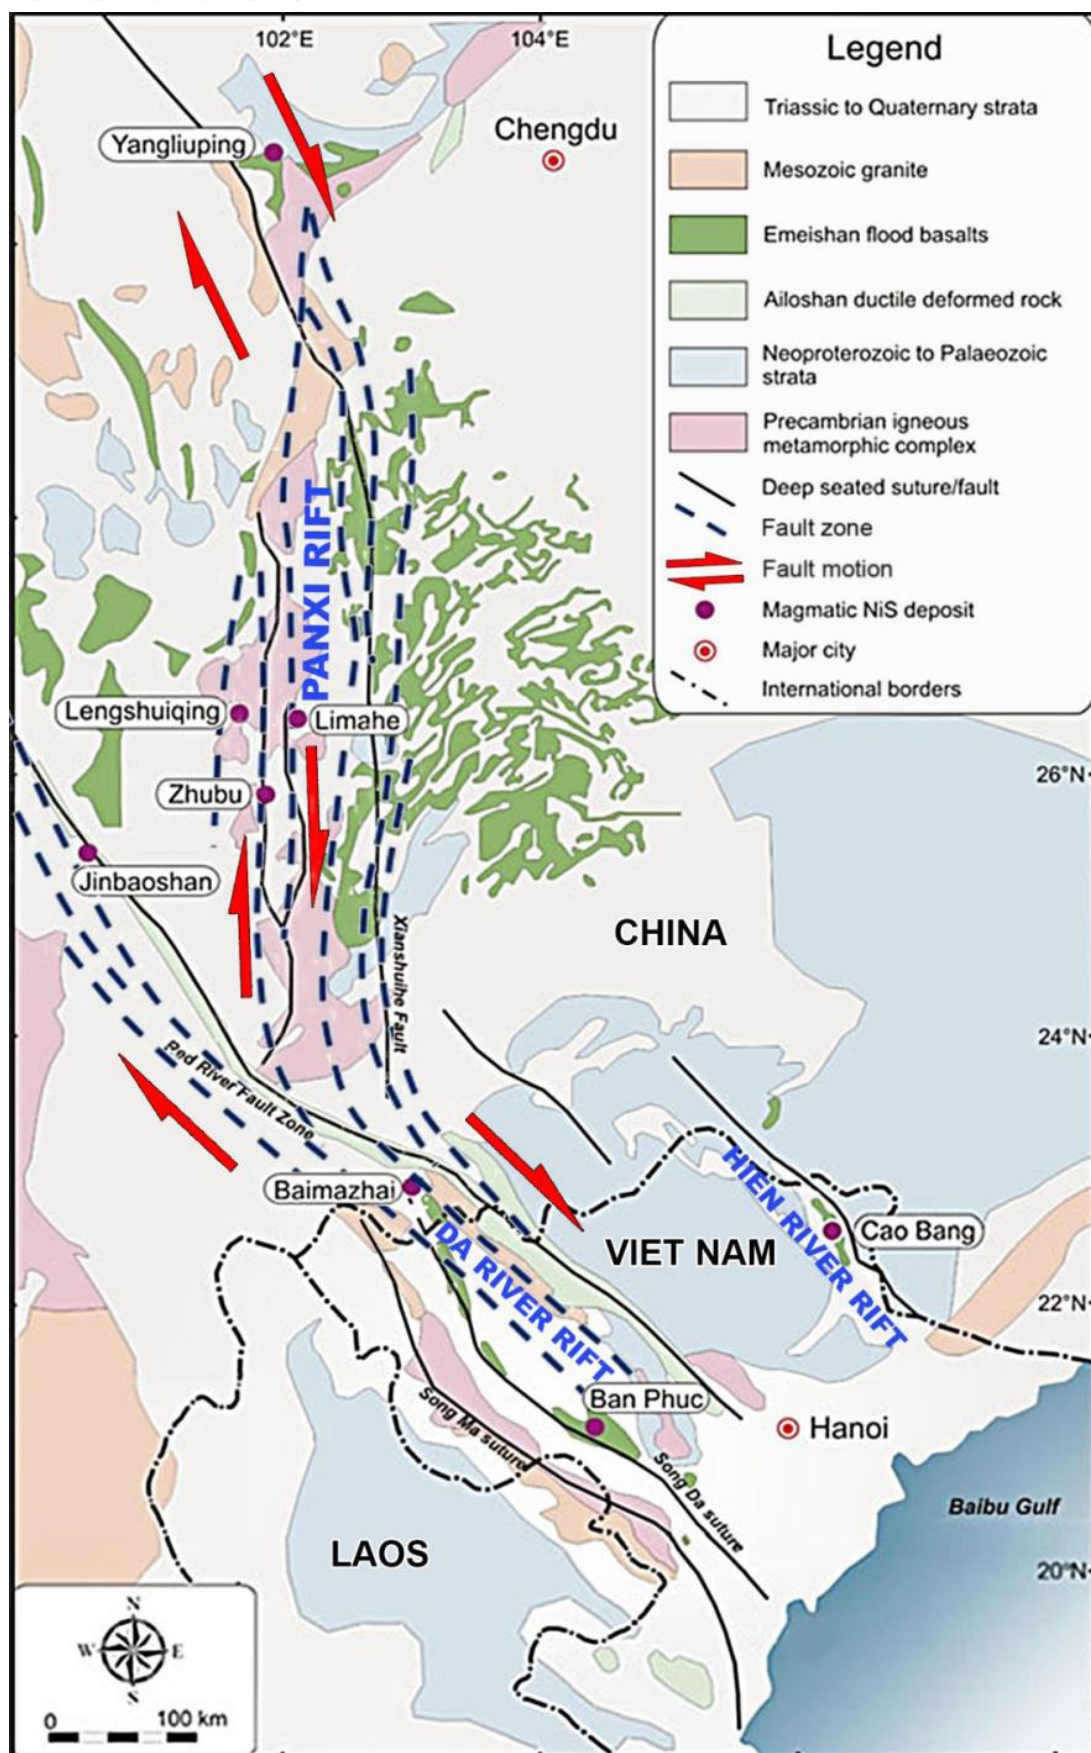 102°E
104°E
Legend
Triassic to Quaternary strata
Mesozoic granite
Emeishan flood basalts
Ailoshan ductile deformed rock
Neoproterozoic to Palaeozoic
strata
Precambrian igneous
metamorphic complex
Deep seated suture/fault
Fault zone
Fault motion
Magmatic NiS deposit
Major city
International borders
Chengdu
Yangliuping
PANXI RIFT
Lengshuiqing
Limahe
Zhubu
26°N
Jinbaoshan
CHINA
Xianshuihe Fault
24°N
Red River Fault Zone
Baimazhai
HIEN RIVER RIFT
Cao Bang
VIET NAM
DA RIVER RIFT
22°N
Ban Phuc
Song Ma suture
Hanoi
Song Da suture
Baibu Gulf
LAOS
20°N
N
W
E
S
0
100 km